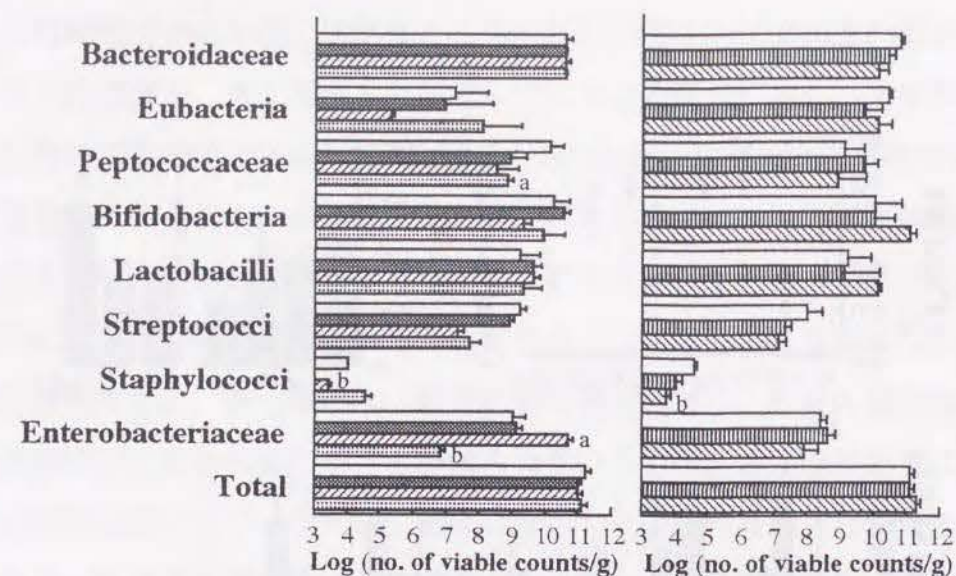 Bacteroidaceae
Eubacteria
Peptococcaceae
a
Bifidobacteria
Lactobacilli
Streptococci
Staphylococci
b
b
Enterobacteriaceae
a
b
Total
3 4 5 6 7 8 9 10 11 12 3 4 5 6 7 8 9 10 11 12
Log (no. of viable counts/g) Log (no. of viable counts/g)